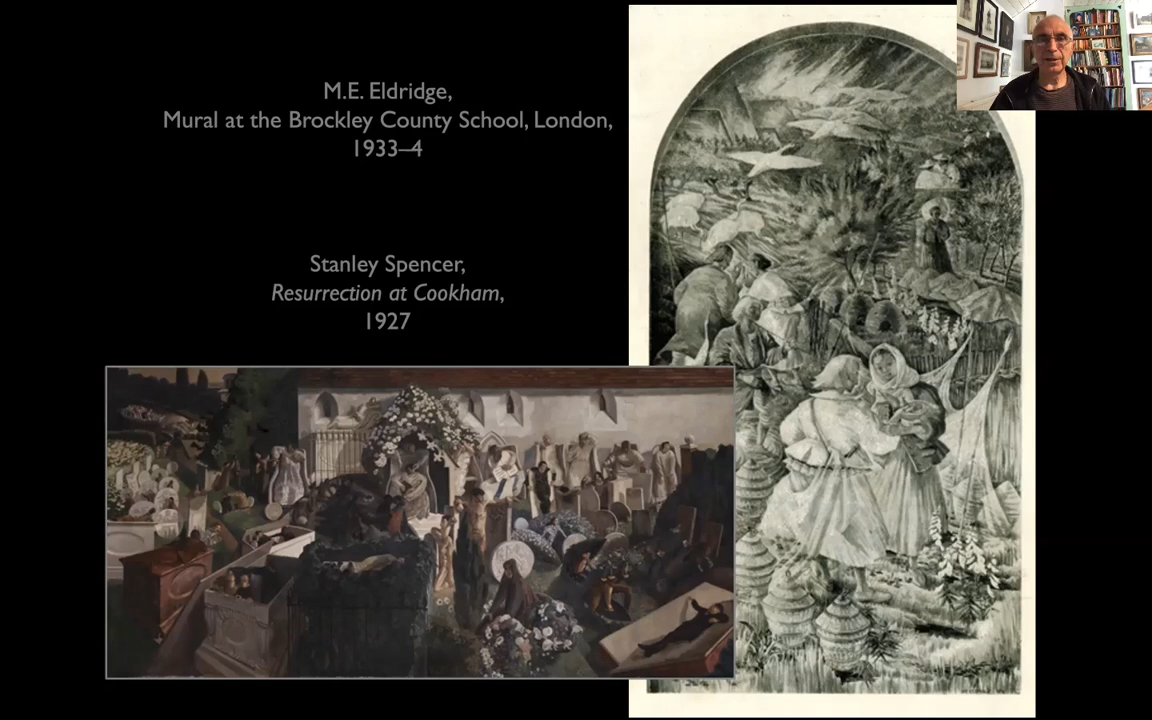 M.E. Eldridge,
Mural at the Brockley County School, London,
1933–4
Stanley Spencer,
Resurrection at Cookham,
1927